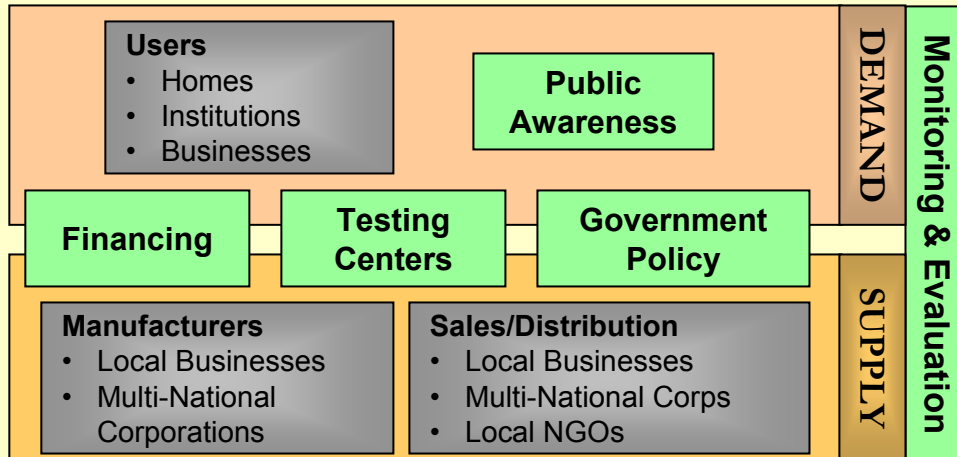 Users
• Homes
• Institutions
• Businesses
Public
Awareness
DEMAND
Monitoring & Evaluation
Financing
Testing
Centers
Government
Policy
Manufacturers
• Local Businesses
• Multi-National
Corporations
Sales/Distribution
• Local Businesses
• Multi-National Corps
• Local NGOs
SUPPLY